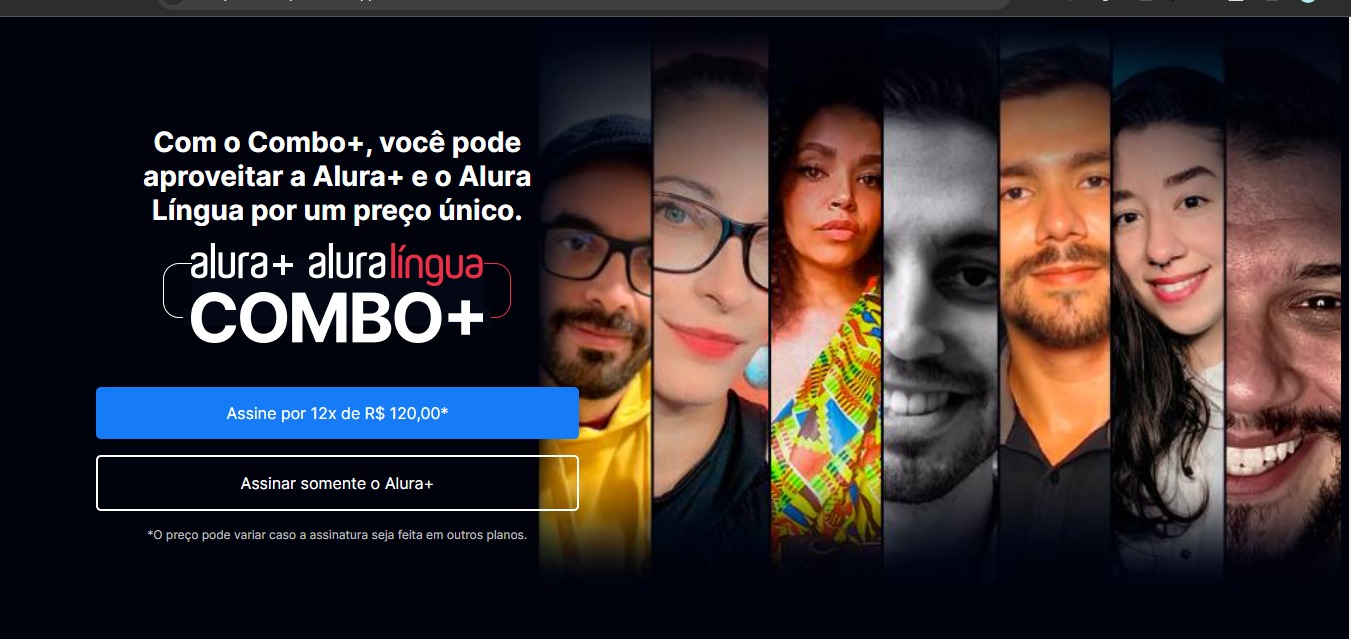 Com o Combo+, você pode
aproveitar a Alura+ e o Alura
Língua por um preço único.
alura+ aluralíngua
COMBO+
Assine por 12x de R$ 120,00*
Assinar somente o Alura+
*O preço pode variar caso a assinatura seja feita em outros planos.